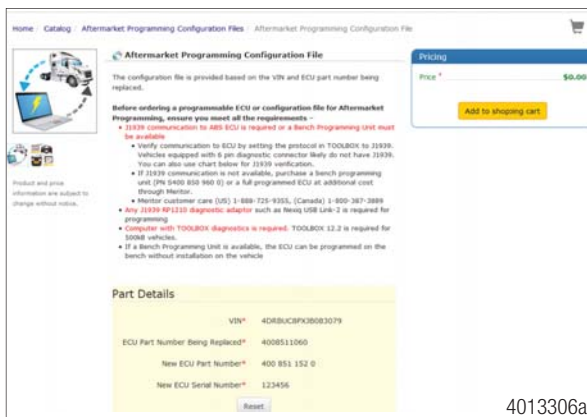 Home / Catalog / Aftermarket Programming Configuration Files / Aftermarket Programming Configuration File
Aftermarket Programming Configuration File
The configuration file is provided based on the VIN and ECU part number being
replaced.
Before ordering a programmable ECU or configuration file for Aftermarket
Programming, ensure you meet all the requirements –
• J1939 communication to ABS ECU is required or a Bench Programming Unit must
be available
• Verify communication to ECU by setting the protocol in TOOLBOX to J1939.
Vehicles equipped with 6 pin diagnostic connector likely do not have J1939.
You can also use chart below for J1939 verification.
• If J1939 communication is not available, purchase a bench programming
unit (PN S400 850 960 0) or a full programmed ECU at additional cost
through Meritor.
• Meritor customer care (US) 1-888-725-9355, (Canada) 1-800-387-3889
• Any J1939 RP1210 diagnostic adaptor such as Nexiq USB Link-2 is required for
programming
• Computer with TOOLBOX diagnostics is required. TOOLBOX 12.2 is required for
500kB vehicles.
• If a Bench Programming Unit is available, the ECU can be programmed on the
bench without installation on the vehicle
Product and price
information are subject to
change without notice.
Pricing
Price * $0.00
Add to shopping cart
Part Details
VIN* 4DRBUC8PXJB083079
ECU Part Number Being Replaced* 4008511060
New ECU Part Number* 400 851 152 0
New ECU Serial Number* 123456
Reset
4013306a